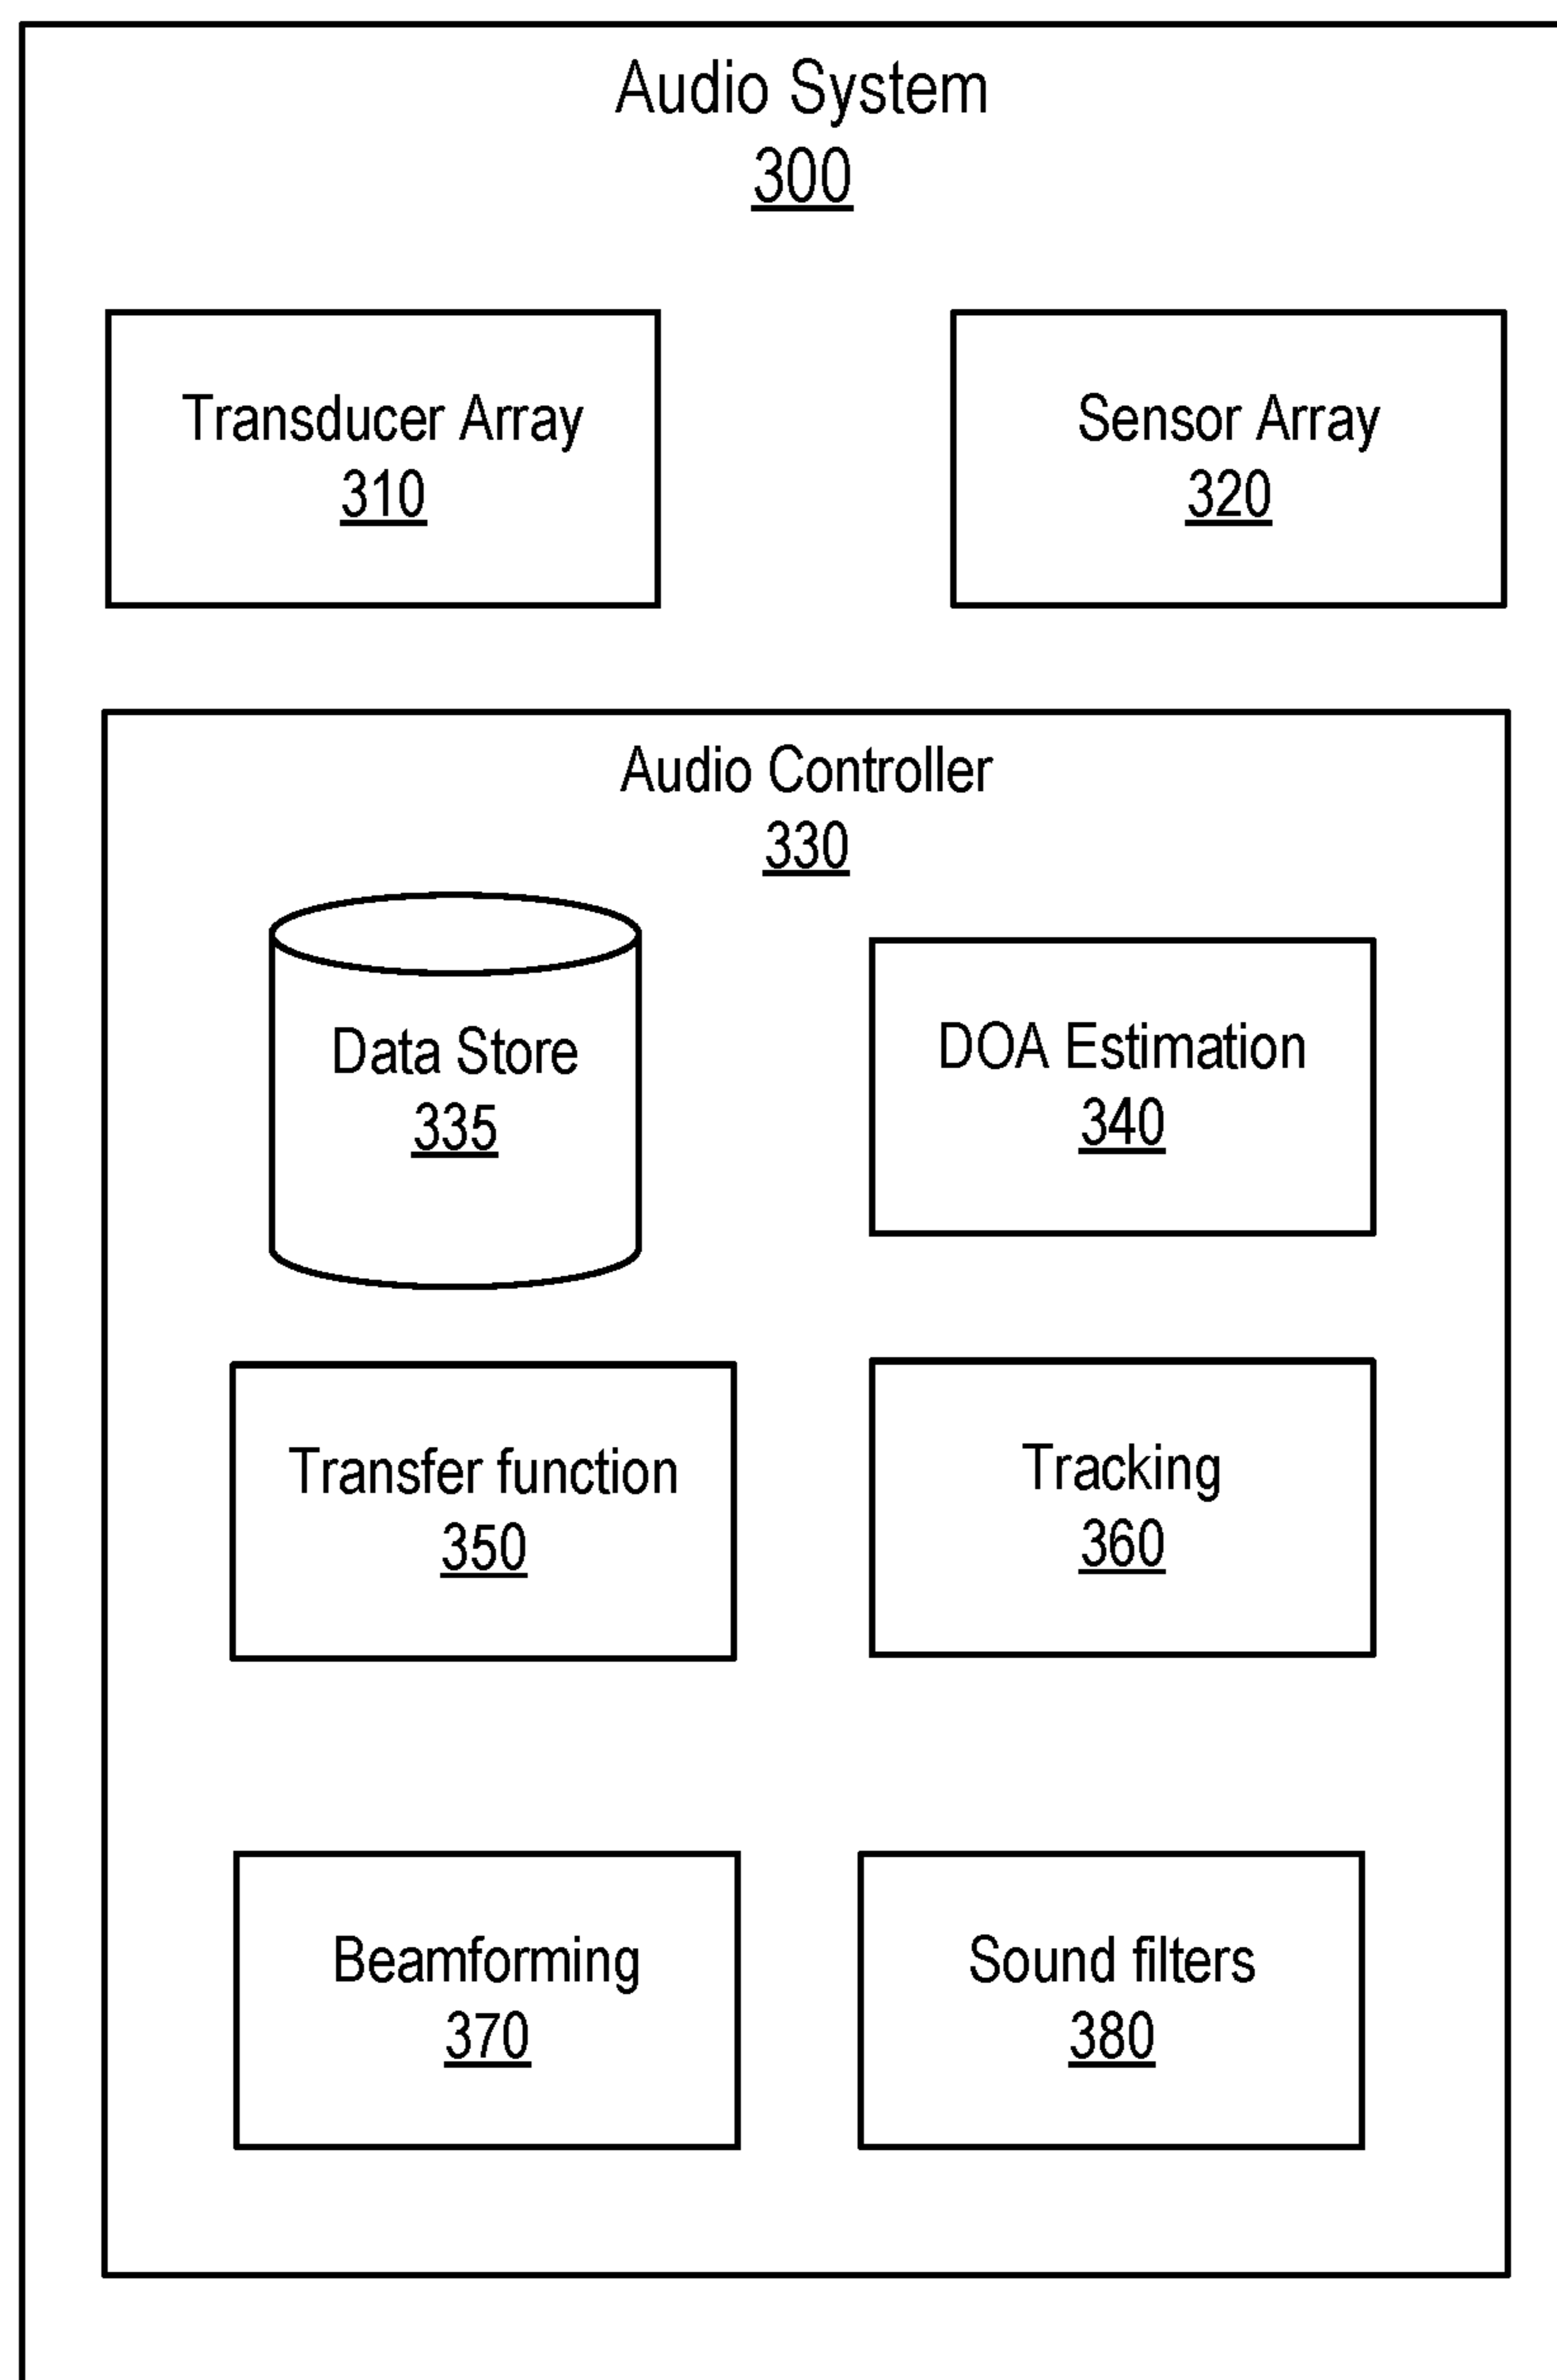 Audio System
300
Transducer Array
310
Sensor Array
320
Audio Controller
330
Data Store
335
DOA Estimation
340
Transfer function
350
Tracking
360
Beamforming
370
Sound filters
380